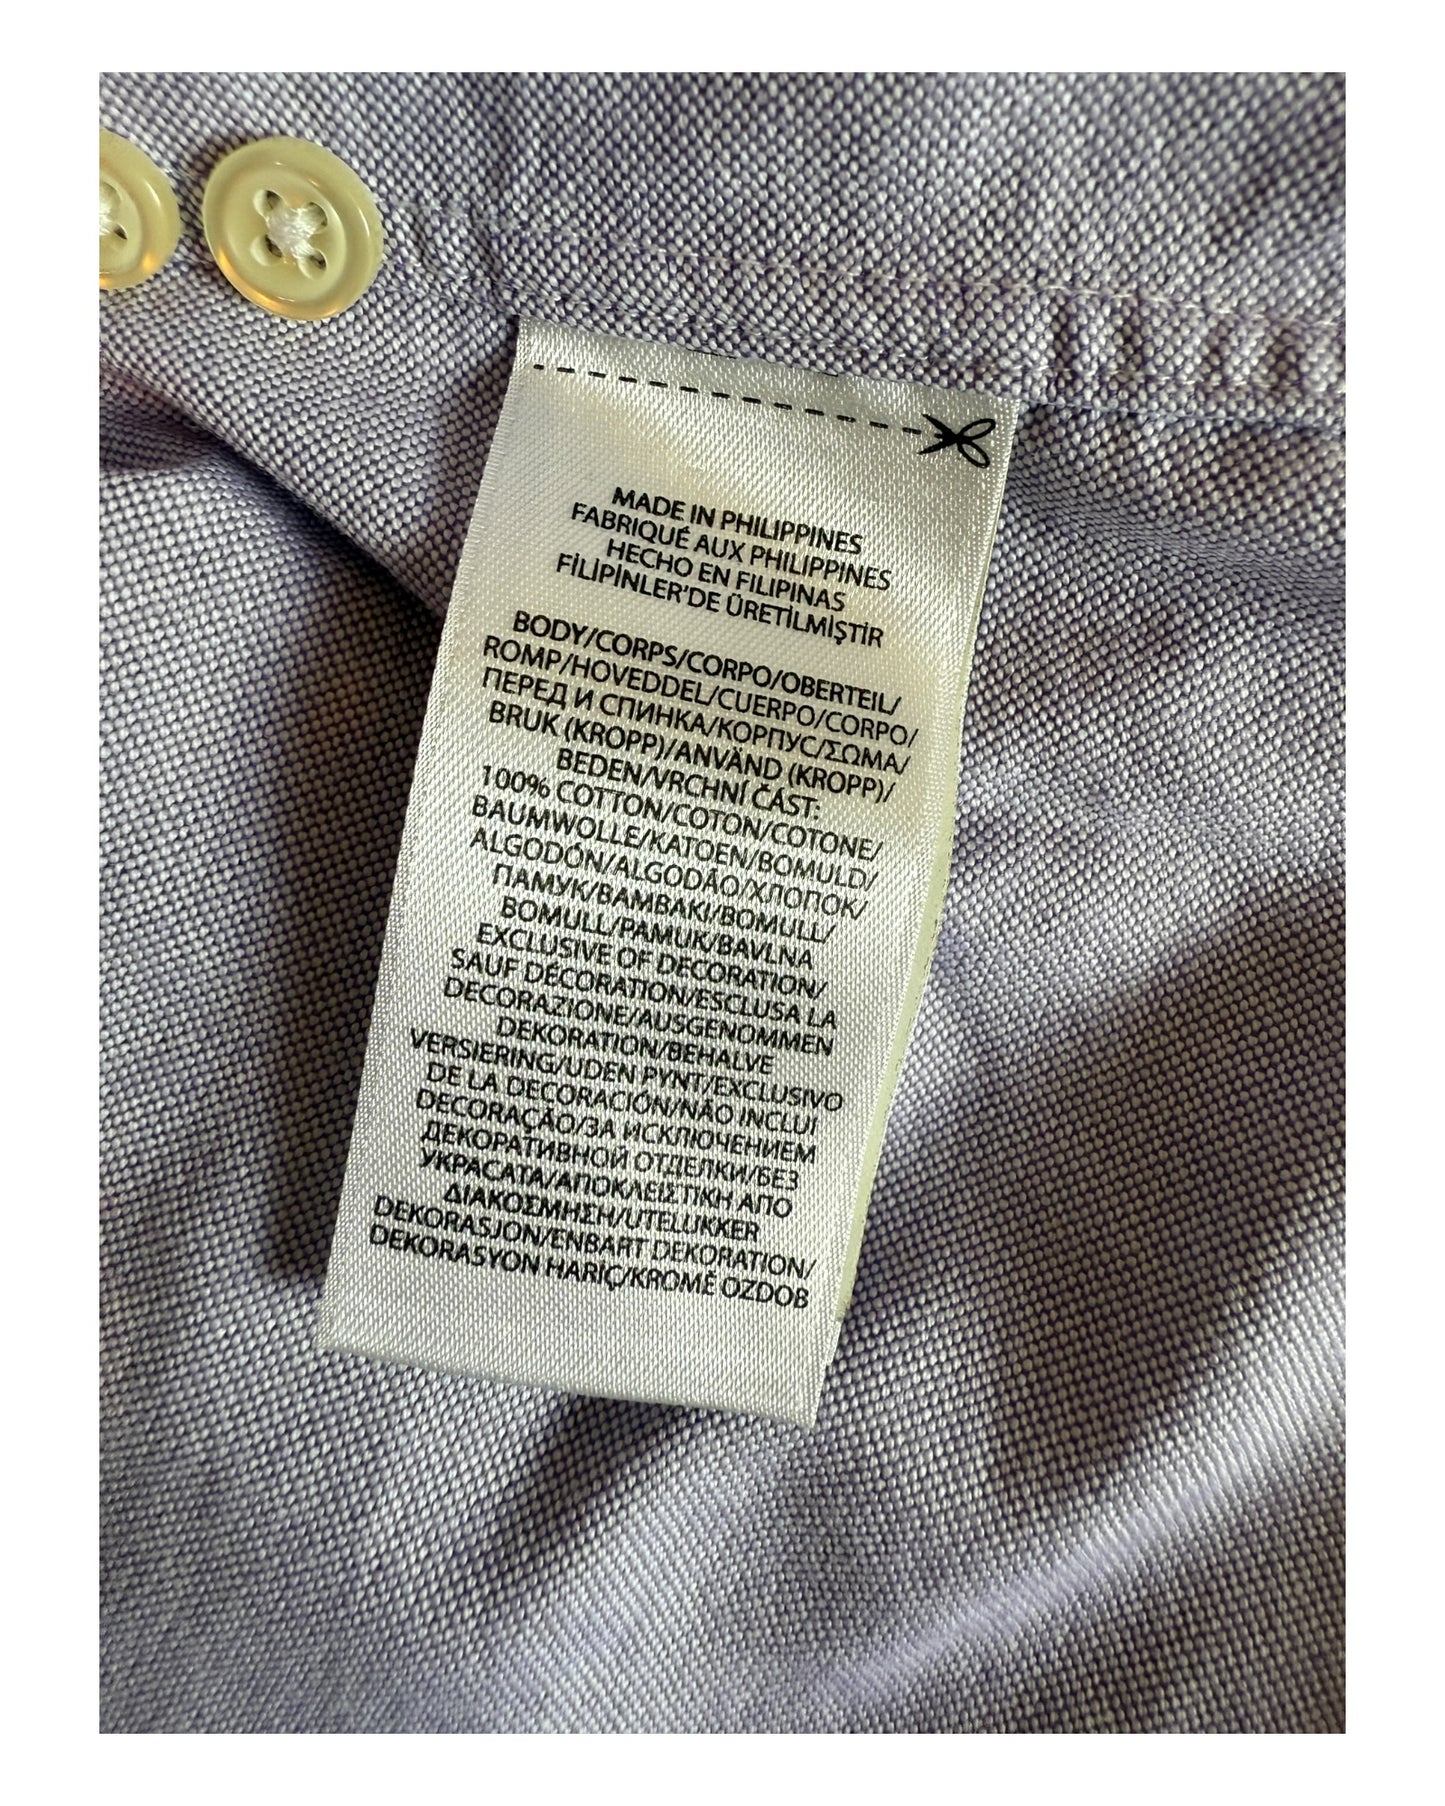 MADE IN PHILIPPINES
FABRIQUÉ AUX PHILIPPINES
HECHO EN FILIPINAS
FİLİPİNLER'DE ÜRETİLMİŞTİR
BODY/CORPS/CORPO/OBERTEIL/
ROMP/HOVEDDEL/CUERPO/CORPO/
ПЕРЕД И СПИНКА/КОРПУС/ΣΩΜΑ/
BRUK (KROPP)/ANVÄND (KROPP)/
BEDEN/VRCHNÍ ČÁST:
100% COTTON/COTON/COTONE/
BAUMWOLLE/KATOEN/BOMULD/
ALGODÓN/ALGODÃO/ХЛОПОК/
ПАМУК/BAMBAKI/BOMULL/
BOMULL/PAMUK/BAVLNA
EXCLUSIVE OF DECORATION/
SAUF DÉCORATION/ESCLUSA LA
DECORAZIONE/AUSGENOMMEN
DEKORATION/BEHALVE
VERSIERING/UDEN PYNT/EXCLUSIVO
DE LA DECORACIÓN/NÃO INCLUI
DECORAÇÃO/ЗА ИСКЛЮЧЕНИЕМ
ДЕКОРАТИВНОЙ ОТДЕЛКИ/БЕЗ
УКРАСАТА/ΑΠΟΚΛΕΙΣΤΙΚΗ ΑΠΟ
ΔΙΑΚΟΣΜΗΣΗ/UTELUKKER
DEKORASJON/ENBART DEKORATION/
DEKORASYON HARİÇ/KROMĚ OZDOB